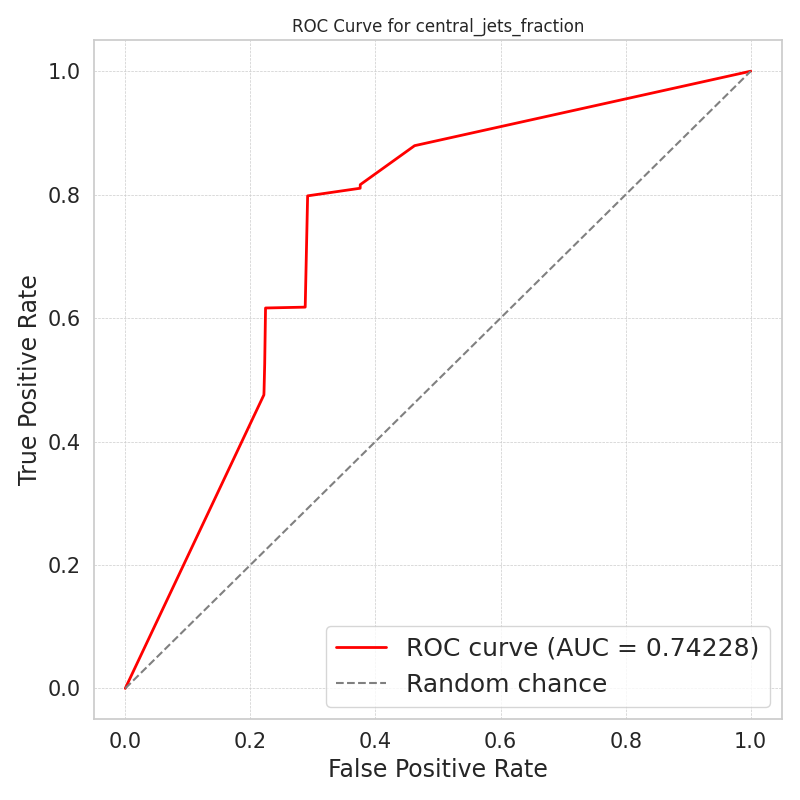 ROC Curve for central_jets_fraction
True Positive Rate
1.0
0.8
0.6
0.4
0.2
0.0
ROC curve (AUC = 0.74228)
Random chance
0.0 0.2 0.4 0.6 0.8 1.0
False Positive Rate